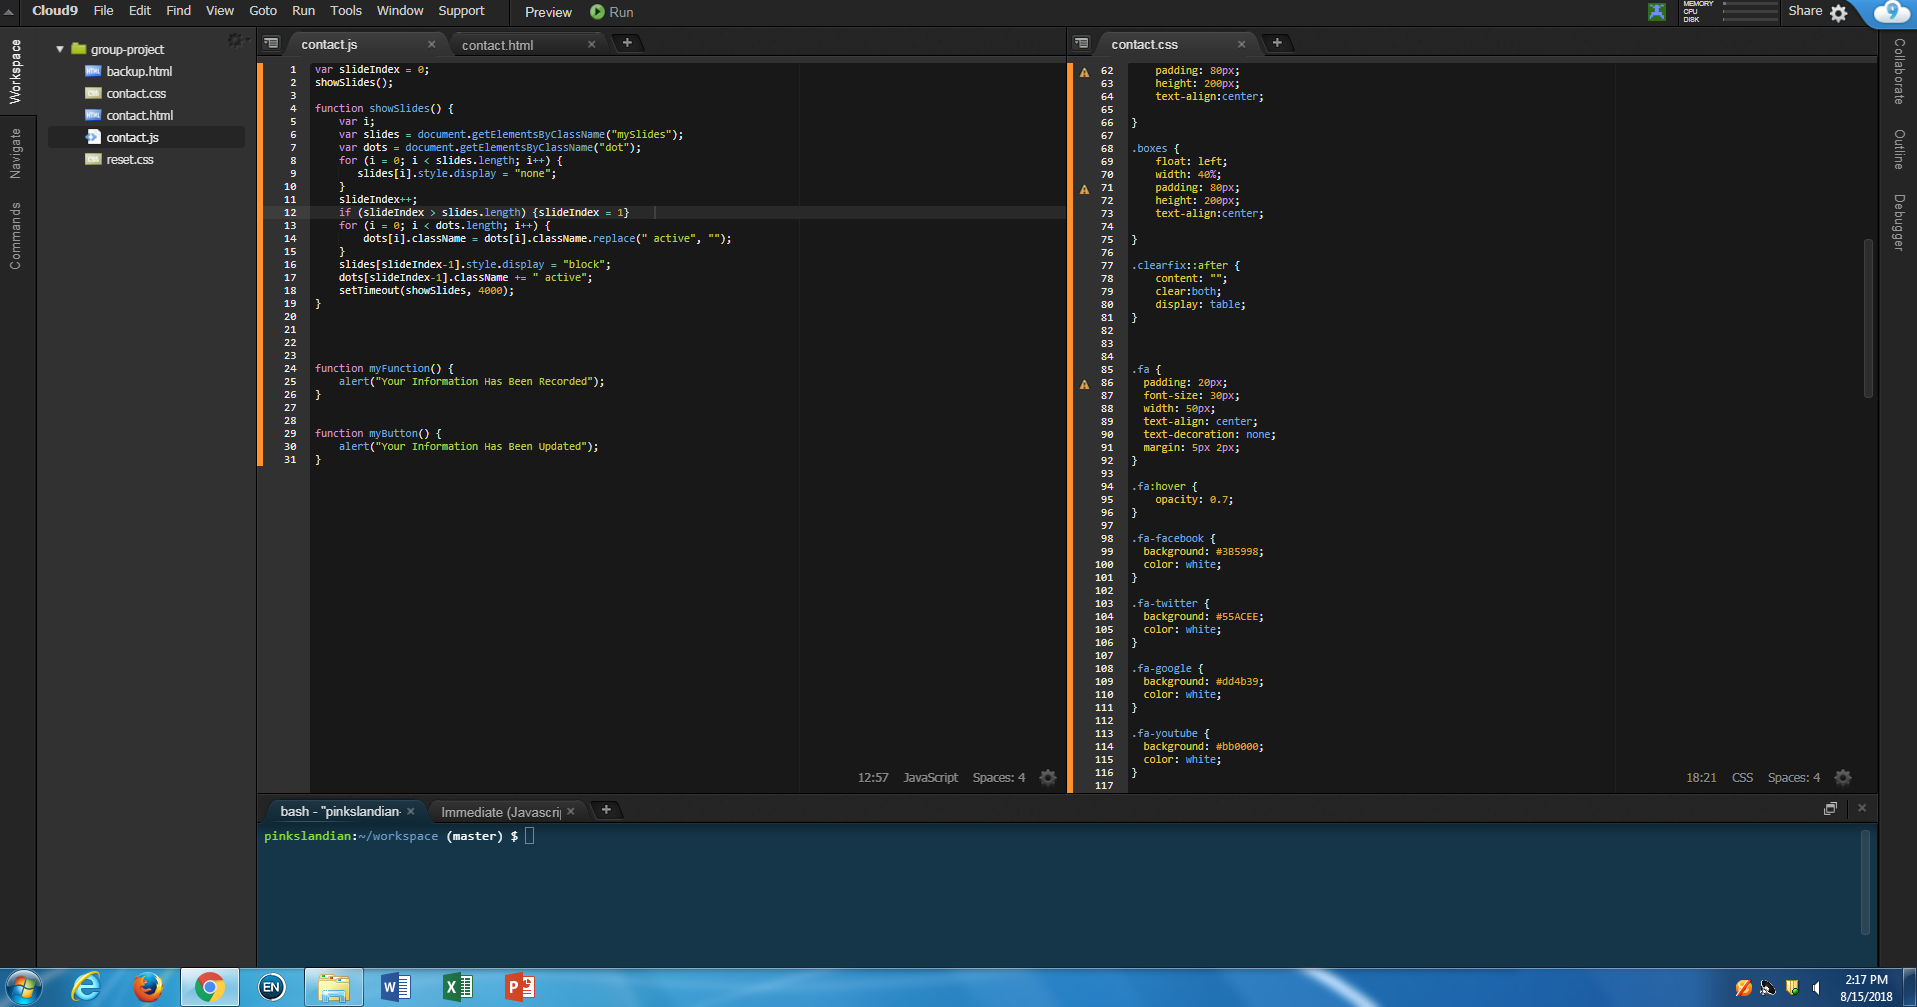 Cloud9 File Edit Find View Goto Run Tools Window Support Preview Run MEMORY CPU DISK Share 9
Workspace
Navigate
Commands
group-project
backup.html
contact.css
contact.html
contact.js
reset.css
contact.js × contact.html × +
1 var slideIndex = 0;
2 showSlides();
3
4 function showSlides() {
5 var i;
6 var slides = document.getElementsByClassName("mySlides");
7 var dots = document.getElementsByClassName("dot");
8 for (i = 0; i < slides.length; i++) {
9 slides[i].style.display = "none";
10 }
11 slideIndex++;
12 if (slideIndex > slides.length) {slideIndex = 1}
13 for (i = 0; i < dots.length; i++) {
14 dots[i].className = dots[i].className.replace(" active", "");
15 }
16 slides[slideIndex-1].style.display = "block";
17 dots[slideIndex-1].className += " active";
18 setTimeout(showSlides, 4000);
19 }
20
21
22
23
24 function myFunction() {
25 alert("Your Information Has Been Recorded");
26 }
27
28
29 function myButton() {
30 alert("Your Information Has Been Updated");
31 }
12:57 JavaScript Spaces: 4
contact.css × +
62 padding: 80px;
63 height: 200px;
64 text-align:center;
65
66 }
67
68 .boxes {
69 float: left;
70 width: 40%;
71 padding: 80px;
72 height: 200px;
73 text-align:center;
74
75 }
76
77 .clearfix::after {
78 content: "";
79 clear:both;
80 display: table;
81 }
82
83
84
85 .fa {
86 padding: 20px;
87 font-size: 30px;
88 width: 50px;
89 text-align: center;
90 text-decoration: none;
91 margin: 5px 2px;
92 }
93
94 .fa:hover {
95 opacity: 0.7;
96 }
97
98 .fa-facebook {
99 background: #3B5998;
100 color: white;
101 }
102
103 .fa-twitter {
104 background: #55ACEE;
105 color: white;
106 }
107
108 .fa-google {
109 background: #dd4b39;
110 color: white;
111 }
112
113 .fa-youtube {
114 background: #bb0000;
115 color: white;
116 }
117
18:21 CSS Spaces: 4
Collaborate
Outline
Debugger
bash - "pinkslandian- × Immediate (Javascrip × +
pinkslandian:~/workspace (master) $
EN
2:17 PM
8/15/2018